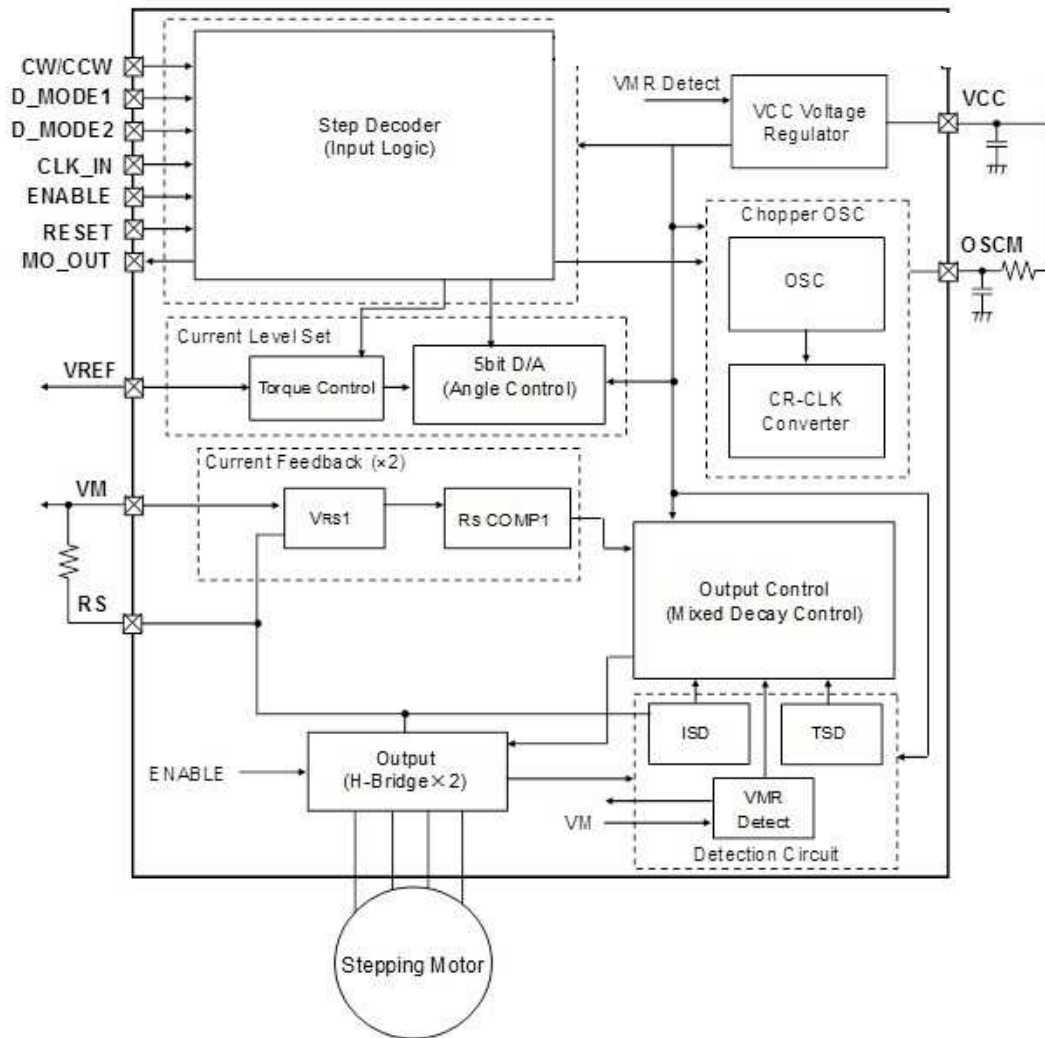 CW/CCW
D_MODE1
D_MODE2
CLK_IN
ENABLE
RESET
MO_OUT
Step Decoder
(Input Logic)
VMR Detect
VCC Voltage
Regulator
VCC
Chopper OSC
OSC
CR-CLK
Converter
OSCM
Current Level Set
VREF
Torque Control
5bit D/A
(Angle Control)
Current Feedback (×2)
VM
VRS1
RS COMP1
RS
Output Control
(Mixed Decay Control)
ENABLE
Output
(H-Bridge×2)
ISD
TSD
VM
VMR
Detect
Detection Circuit
Stepping Motor